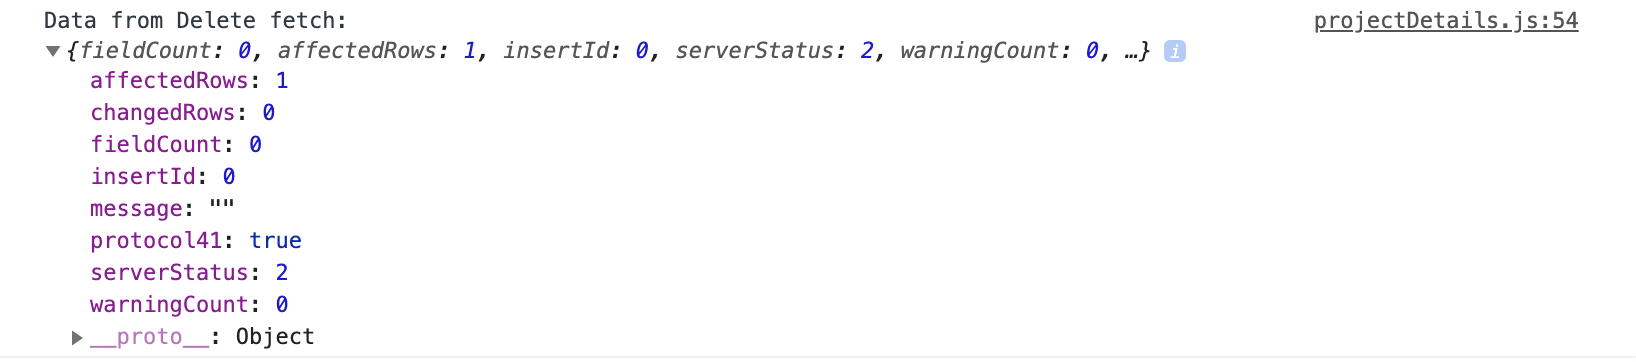 Data from Delete fetch: projectDetails.js:54
▼{fieldCount: 0, affectedRows: 1, insertId: 0, serverStatus: 2, warningCount: 0, …} i
affectedRows: 1
changedRows: 0
fieldCount: 0
insertId: 0
message: ""
protocol41: true
serverStatus: 2
warningCount: 0
▶__proto__: Object